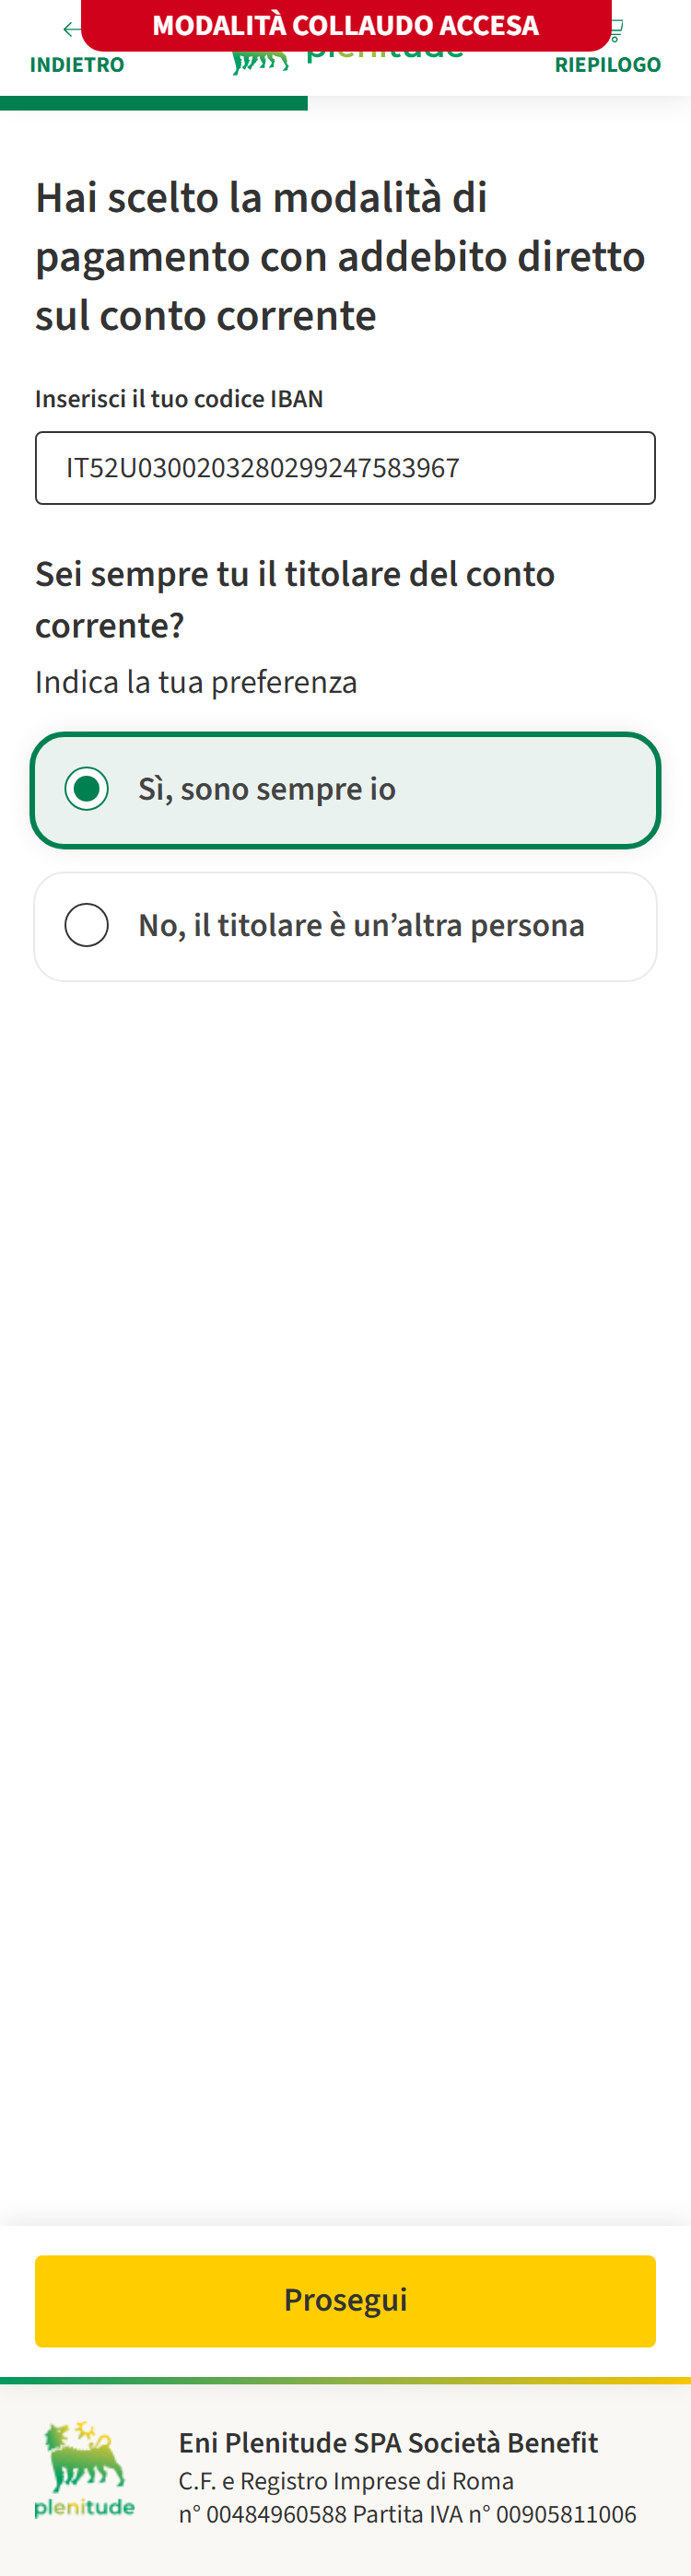 MODALITÀ COLLAUDO ACCESA
INDIETRO
plenitude
RIEPILOGO
Hai scelto la modalità di
pagamento con addebito diretto
sul conto corrente
Inserisci il tuo codice IBAN
IT52U0300203280299247583967
Sei sempre tu il titolare del conto
corrente?
Indica la tua preferenza
Sì, sono sempre io
No, il titolare è un’altra persona
Prosegui
Eni Plenitude SPA Società Benefit
C.F. e Registro Imprese di Roma
n° 00484960588 Partita IVA n° 00905811006
plenitude